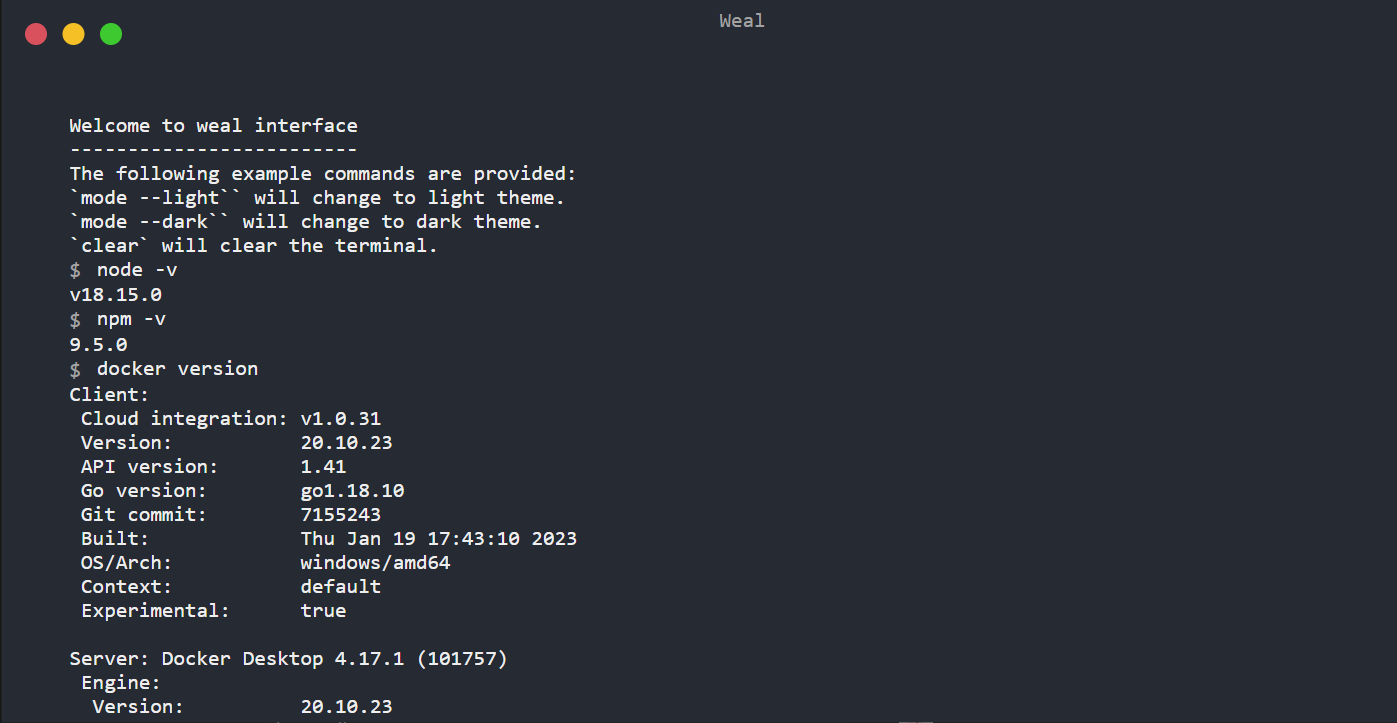 Weal
Welcome to weal interface
-------------------------
The following example commands are provided:
`mode --light`` will change to light theme.
`mode --dark`` will change to dark theme.
`clear` will clear the terminal.
$ node -v
v18.15.0
$ npm -v
9.5.0
$ docker version
Client:
 Cloud integration: v1.0.31
 Version:           20.10.23
 API version:       1.41
 Go version:        go1.18.10
 Git commit:        7155243
 Built:             Thu Jan 19 17:43:10 2023
 OS/Arch:           windows/amd64
 Context:           default
 Experimental:      true

Server: Docker Desktop 4.17.1 (101757)
 Engine:
  Version:          20.10.23